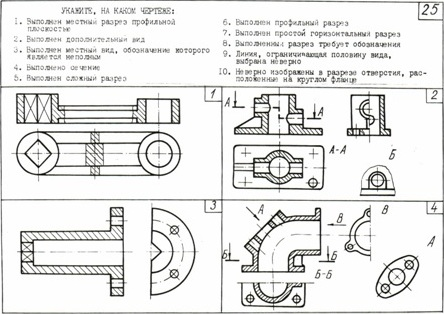 УКАЖИТЕ, НА КАКОМ ЧЕРТЕЖЕ:
25
1. Выполнен местный разрез профильной
плоскостью
2. Выполнен дополнительный вид
3. Выполнен местный вид, обозначение которого
является неполным
4. Выполнено сечение
5. Выполнен сложный разрез
6. Выполнен профильный разрез
7. Выполнен простой горизонтальный разрез
8. Выполненный разрез требует обозначения
9. Линия, ограничивающая половину вида,
выбрана неверно
10. Неверно изображены в разрезе отверстия, рас-
положенные на круглом фланце
1
2
А
А
А-А
Б
3
4
А
В
В
Б
Б
Б-Б
А